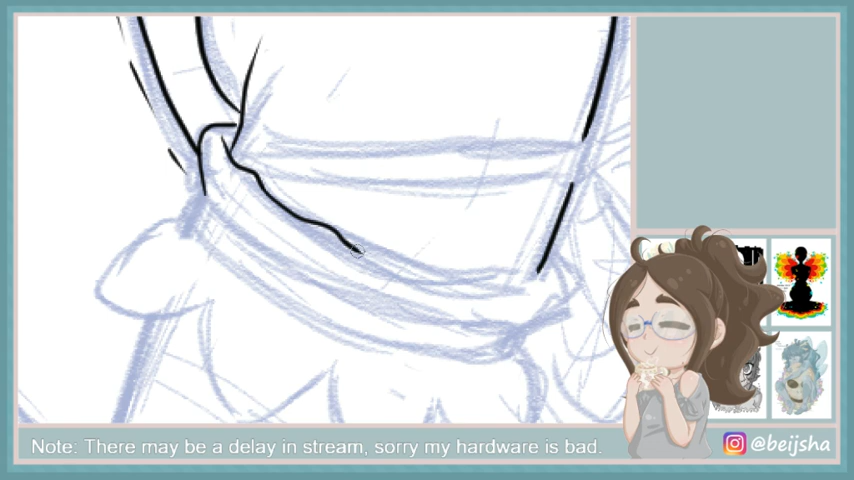 Note: There may be a delay in stream, sorry my hardware is bad.
@beijsha